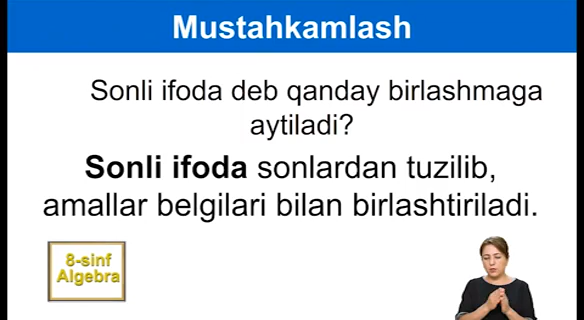 Mustahkamlash
Sonli ifoda deb qanday birlashmaga
aytiladi?
Sonli ifoda sonlardan tuzilib,
amallar belgilari bilan birlashtiriladi.
8-sinf
Algebra